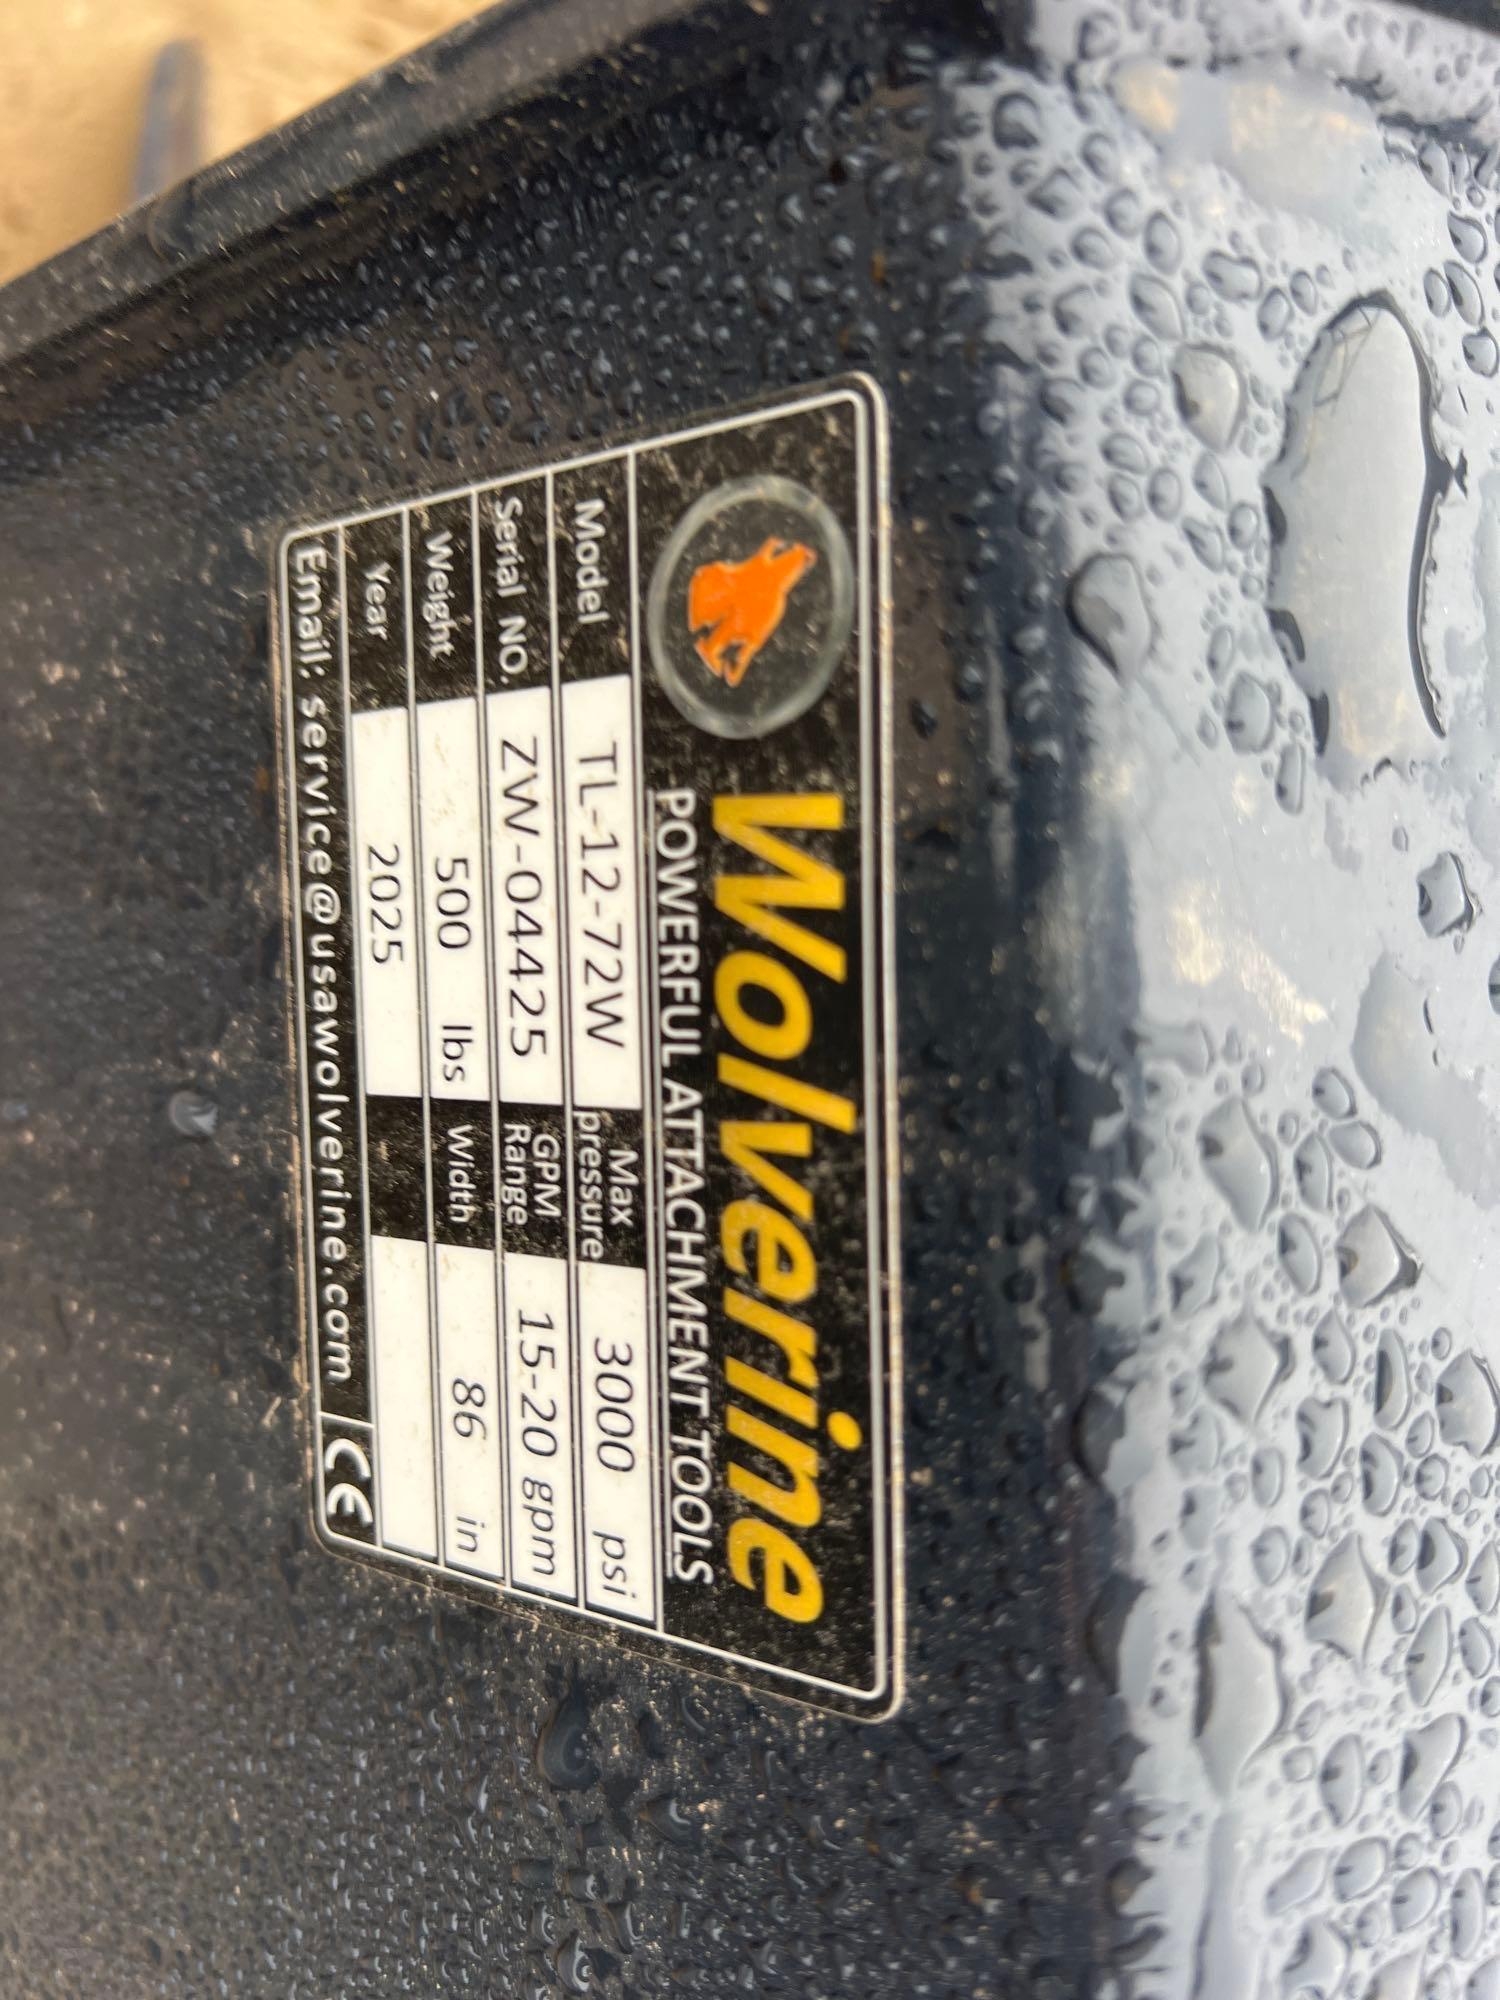 Wolverine
POWERFUL ATTACHMENT TOOLS
Model TL-12-72W Max pressure 3000 psi
Serial NO. ZW-04425 GPM Range 15-20 gpm
Weight 500 lbs Width 86 in
Year 2025
Email: service@usawolverine.com CE